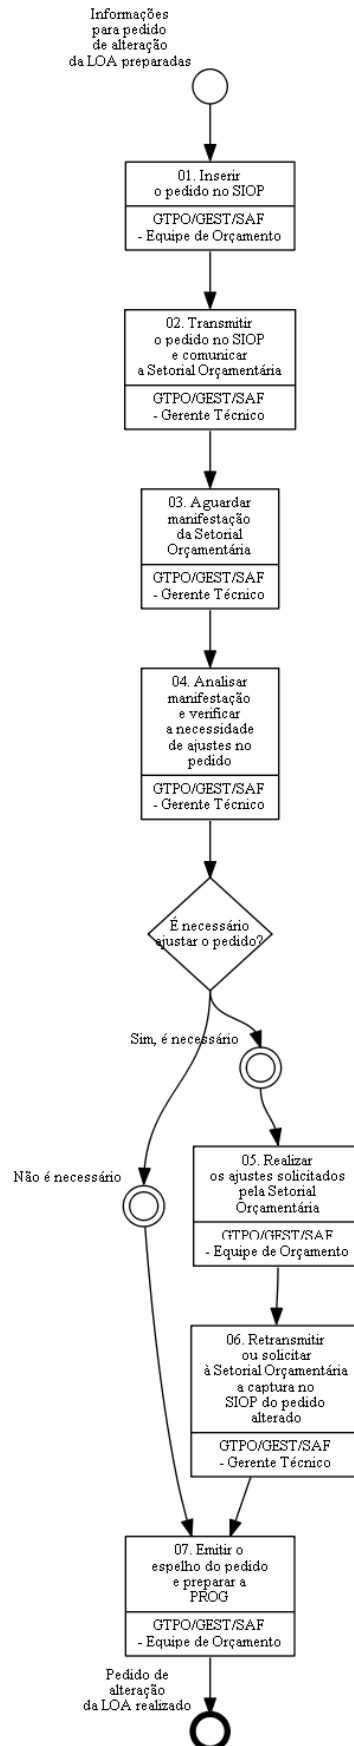 Informações
para pedido
de alteração
da LOA preparadas
01. Inserir
o pedido no SIOP
GTPO/GEST/SAF
- Equipe de Orçamento
02. Transmitir
o pedido no SIOP
e comunicar
a Setorial Orçamentária
GTPO/GEST/SAF
- Gerente Técnico
03. Aguardar
manifestação
da Setorial
Orçamentária
GTPO/GEST/SAF
- Gerente Técnico
04. Analisar
manifestação
e verificar
a necessidade
de ajustes no
pedido
GTPO/GEST/SAF
- Gerente Técnico
É necessário
ajustar o pedido?
Sim, é necessário
Não é necessário
05. Realizar
os ajustes solicitados
pela Setorial
Orçamentária
GTPO/GEST/SAF
- Equipe de Orçamento
06. Retransmitir
ou solicitar
à Setorial Orçamentária
a captura no
SIOP do pedido
alterado
GTPO/GEST/SAF
- Gerente Técnico
07. Emitir o
espelho do pedido
e preparar a
PROG
GTPO/GEST/SAF
- Equipe de Orçamento
Pedido de
alteração
da LOA realizado